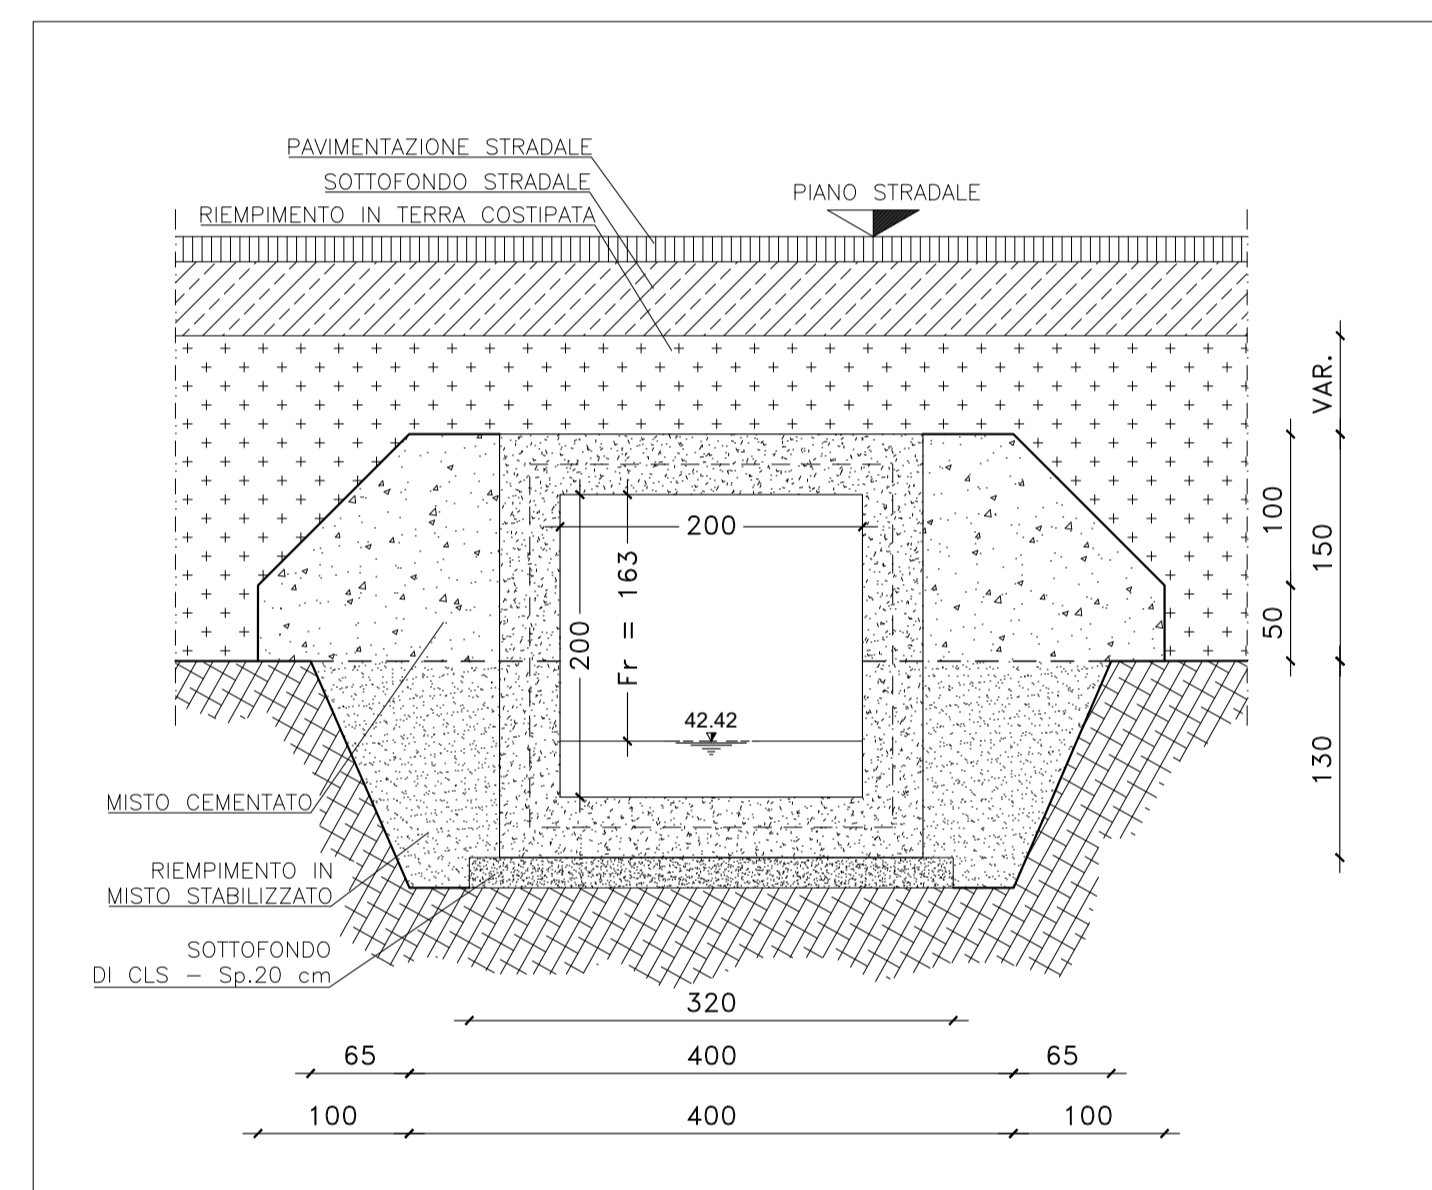 PAVIMENTAZIONE STRADALE
SOTTOFONDO STRADALE
RIEMPIMENTO IN TERRA COSTIPATA
PIANO STRADALE
VAR.
100
150
50
130
200
200
Fr = 163
42.42
MISTO CEMENTATO
RIEMPIMENTO IN
MISTO STABILIZZATO
SOTTOFONDO
DI CLS – Sp.20 cm
320
65
400
65
100
400
100